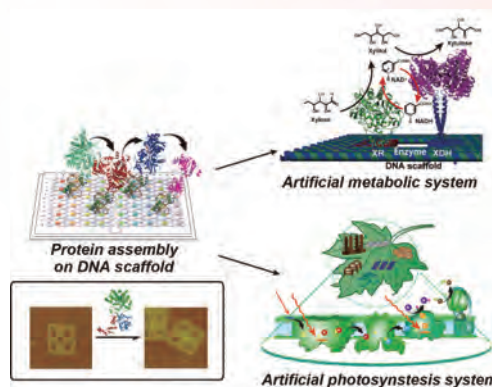 Xylitol
Xylulose
NAD⁺
Xylose
NADH
XR
Enzyme
XDH
DNA scaffold
Artificial metabolic system
Protein assembly
on DNA scaffold
Artificial photosynstesis system